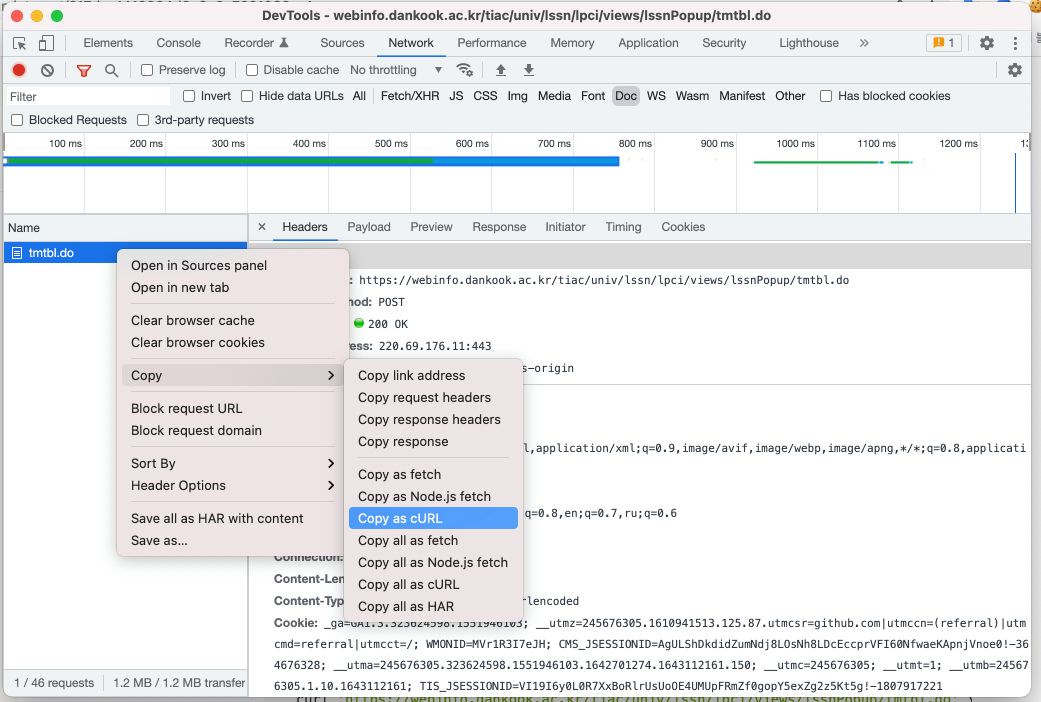 DevTools - webinfo.dankook.ac.kr/tiac/univ/lssn/lpci/views/lssnPopup/tmtbl.do
Elements Console Recorder Sources Network Performance Memory Application Security Lighthouse » 1
Preserve log Disable cache No throttling
Filter Invert Hide data URLs All Fetch/XHR JS CSS Img Media Font Doc WS Wasm Manifest Other Has blocked cookies
Blocked Requests 3rd-party requests
100 ms 200 ms 300 ms 400 ms 500 ms 600 ms 700 ms 800 ms 900 ms 1000 ms 1100 ms 1200 ms
Name × Headers Payload Preview Response Initiator Timing Cookies
tmtbl.do
Open in Sources panel
: https://webinfo.dankook.ac.kr/tiac/univ/lssn/lpci/views/lssnPopup/tmtbl.do
Open in new tab
hod: POST
Clear browser cache
200 OK
Clear browser cookies
ess: 220.69.176.11:443
Copy
s-origin
Block request URL
Block request domain
Sort By
Header Options
Save all as HAR with content
Save as...
Copy link address
Copy request headers
Copy response headers
Copy response
Copy as fetch
Copy as Node.js fetch
Copy as cURL
Copy all as fetch
Copy all as Node.js fetch
Copy all as cURL
Copy all as HAR
l,application/xml;q=0.9,image/avif,image/webp,image/apng,*/*;q=0.8,applicati
q=0.8,en;q=0.7,ru;q=0.6
Connection:
Content-Len
Content-Typ rlencoded
Cookie: _ga=GA1.3.323624598.1551946103; __utmz=245676305.1610941513.125.87.utmcsr=github.com|utmccn=(referral)|ut
cmd=referral|utmcct=/; WMONID=MVr1R3I7eJH; CMS_JSESSIONID=AgULShDkdidZumNdj8LOsNh8LDcEccprVFI60NfwaeKApnjVnoe0!-36
4676328; __utma=245676305.323624598.1551946103.1642701274.1643112161.150; __utmc=245676305; __utmt=1; __utmb=24567
6305.1.10.1643112161; TIS_JSESSIONID=VI19I6y0L0R7XxBoRlrUsUoOE4UMUpFRmZf0gopY5exZg2z5Kt5g!-1807917221
1 / 46 requests 1.2 MB / 1.2 MB transfer